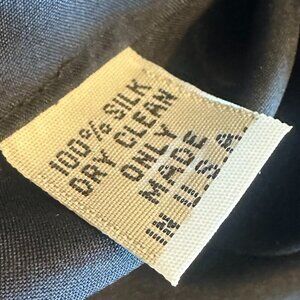 100% SILK
DRY CLEAN
ONLY
MADE
IN U.S.A.